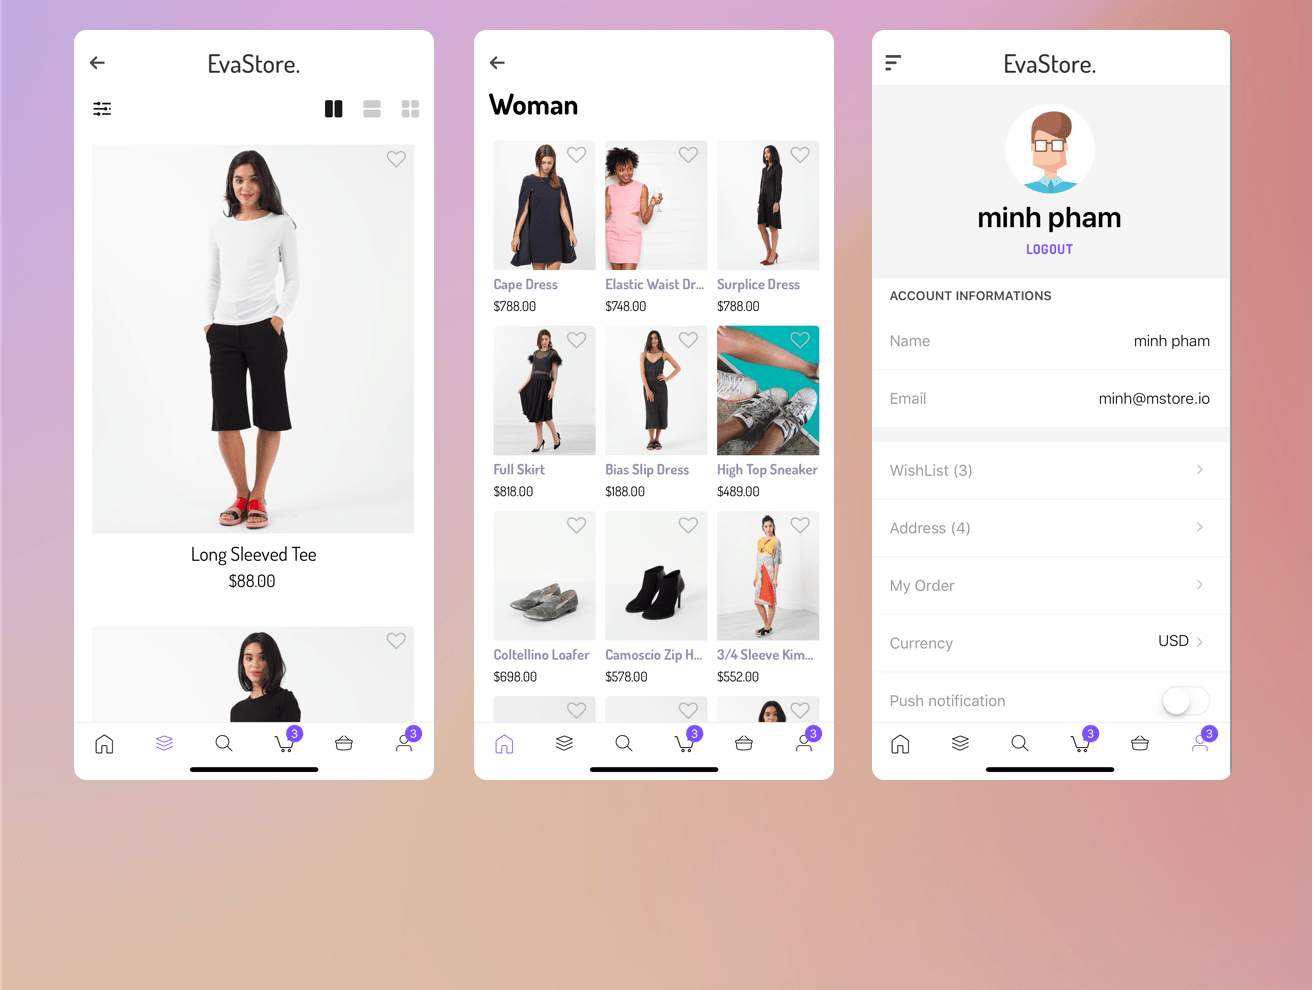 EvaStore.
Long Sleeved Tee
$88.00
3
3
Woman
Cape Dress
Elastic Waist Dr...
Surplice Dress
$788.00
$748.00
$788.00
Full Skirt
Bias Slip Dress
High Top Sneaker
$818.00
$188.00
$489.00
Coltellino Loafer
Camoscio Zip H...
3/4 Sleeve Kim...
$698.00
$578.00
$552.00
3
3
EvaStore.
minh pham
LOGOUT
ACCOUNT INFORMATIONS
Name minh pham
Email minh@mstore.io
WishList (3)
Address (4)
My Order
Currency USD
Push notification
3
3